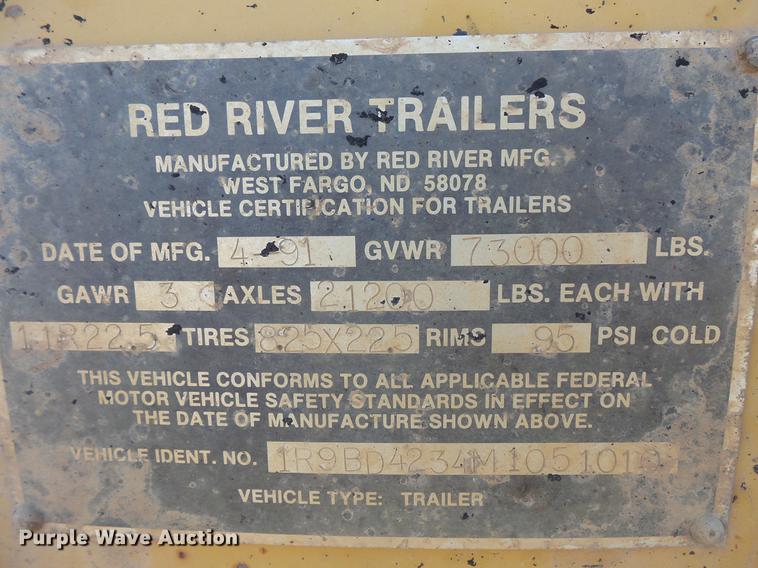 RED RIVER TRAILERS
MANUFACTURED BY RED RIVER MFG.
WEST FARGO, ND 58078
VEHICLE CERTIFICATION FOR TRAILERS
DATE OF MFG. 4-91 GVWR 73000 LBS.
GAWR 3 AXLES 21200 LBS. EACH WITH
11R22.5 TIRES 8.25X22.5 RIMS 95 PSI COLD
THIS VEHICLE CONFORMS TO ALL APPLICABLE FEDERAL
MOTOR VEHICLE SAFETY STANDARDS IN EFFECT ON
THE DATE OF MANUFACTURE SHOWN ABOVE.
VEHICLE IDENT. NO. 1R9BD4234M1051010
VEHICLE TYPE: TRAILER
Purple Wave Auction